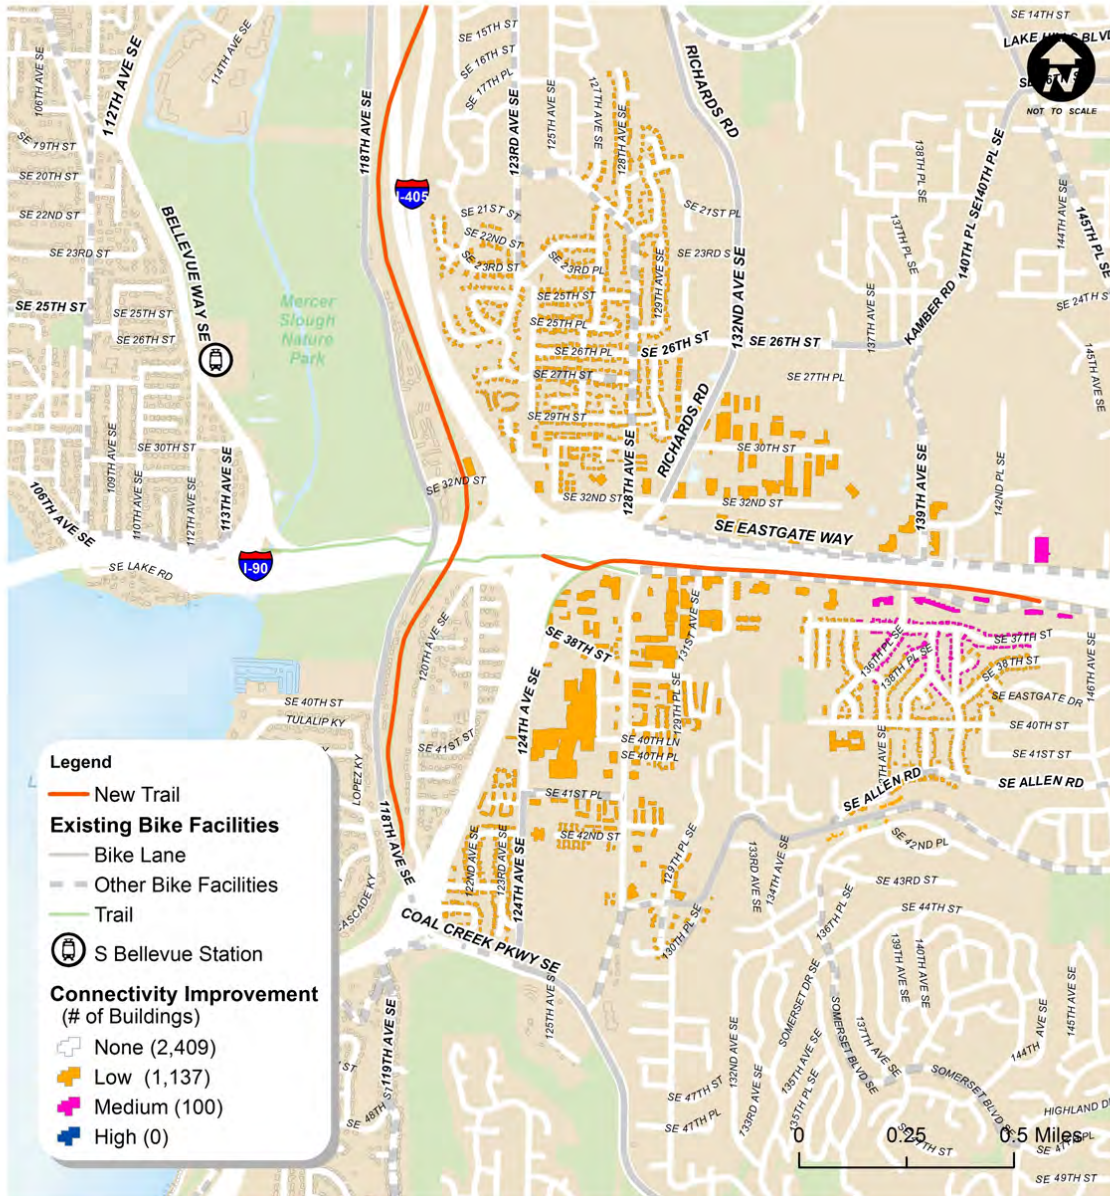 SE 14TH ST
LAKE HILLS BLVD
NOT TO SCALE
114TH AVE SE
112TH AVE SE
106TH AVE SE
118TH AVE SE
SE 15TH ST
SE 16TH ST
SE 17TH PL
123RD AVE SE
125TH AVE SE
127TH AVE SE
128TH AVE SE
RICHARDS RD
138TH PL SE
140TH PL SE
140TH PL SE
144TH AVE SE
145TH PL SE
SE 79TH ST
SE 20TH ST
SE 22ND ST
SE 23RD ST
I-405
SE 21ST ST
SE 22ND ST
SE 23RD ST
SE 23RD PL
SE 21ST PL
SE 23RD S
137TH PL SE
129TH AVE SE
132ND AVE SE
BELLEVUE WAY SE
SE 25TH ST
SE 25TH ST
SE 26TH ST
Mercer
Slough
Nature
Park
SE 25TH ST
SE 25TH PL
SE 26TH PL
SE 27TH ST
SE 29TH ST
SE 26TH ST
SE 26TH ST
137TH AVE SE
KAMBER RD
SE 24TH S
145TH AVE SE
SE 27TH PL
RICHARDS RD
128TH AVE SE
SE 30TH ST
109TH AVE SE
110TH AVE SE
112TH AVE SE
113TH AVE SE
106TH AVE SE
SE 32ND ST
SE 32ND ST
SE 30TH ST
SE 32ND ST
139TH AVE SE
142ND PL SE
SE EASTGATE WAY
I-90
SE LAKE RD
120TH AVE SE
SE 38TH ST
131ST AVE SE
129TH PL SE
136TH PL SE
138TH PL SE
SE 37TH ST
SE 38TH ST
SE EASTGATE DR
146TH AVE SE
SE 40TH ST
TULALIP KY
LOPEZ KY
SE 41ST ST
124TH AVE SE
SE 40TH LN
SE 40TH PL
SE 40TH ST
SE 41ST ST
SE ALLEN RD
SE ALLEN RD
118TH AVE SE
SE 41ST PL
SE 42ND ST
SE 42ND PL
122ND AVE SE
123RD AVE SE
124TH AVE SE
129TH PL SE
130TH PL SE
133RD AVE SE
134TH AVE SE
136TH PL SE
SE 43RD ST
SE 44TH ST
139TH AVE SE
140TH AVE SE
COAL CREEK PKWY SE
125TH AVE S
119TH AVE SE
SE 48TH S
132ND AVE SE
133RD AVE SE
SOMERSET DR SE
135TH AVE SE
135TH PL SE
137TH AVE SE
SOMERSET BLVD SE
SOMERSET BLVD SE
144TH AVE SE
145TH AVE SE
SE 47TH ST
SE 47TH PL
HIGHLAND D
SE 49TH ST
Legend
New Trail
Existing Bike Facilities
Bike Lane
Other Bike Facilities
Trail
S Bellevue Station
Connectivity Improvement
(# of Buildings)
None (2,409)
Low (1,137)
Medium (100)
High (0)
0 0.25 0.5 Miles